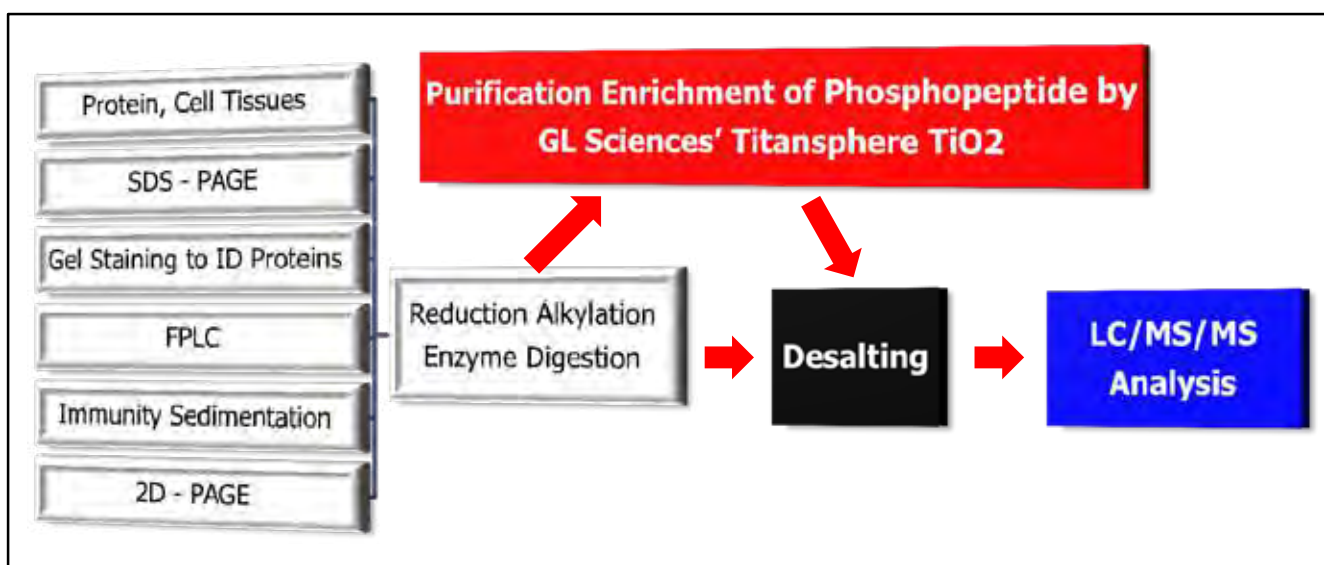 Protein, Cell Tissues
SDS - PAGE
Gel Staining to ID Proteins
FPLC
Immunity Sedimentation
2D - PAGE
Reduction Alkylation
Enzyme Digestion
Purification Enrichment of Phosphopeptide by
GL Sciences' Titansphere TiO2
Desalting
LC/MS/MS
Analysis